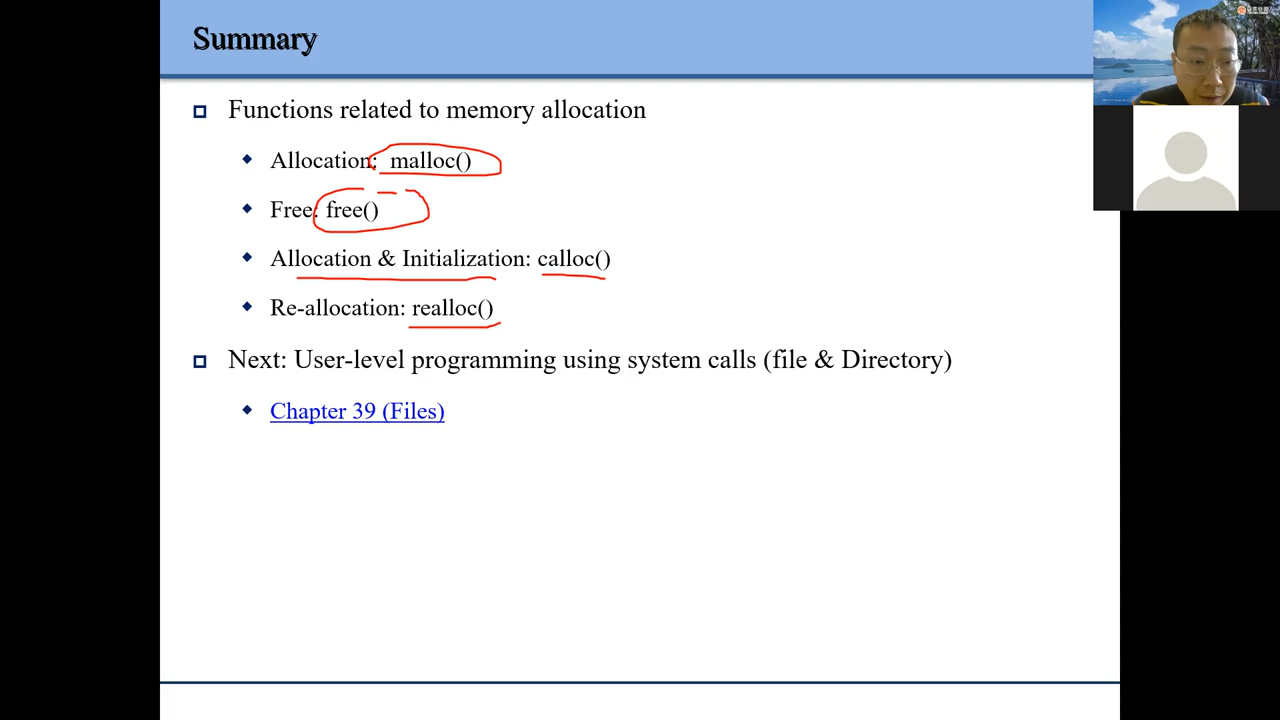 Summary
Functions related to memory allocation
Allocation: malloc()
Free: free()
Allocation & Initialization: calloc()
Re-allocation: realloc()
Next: User-level programming using system calls (file & Directory)
Chapter 39 (Files)